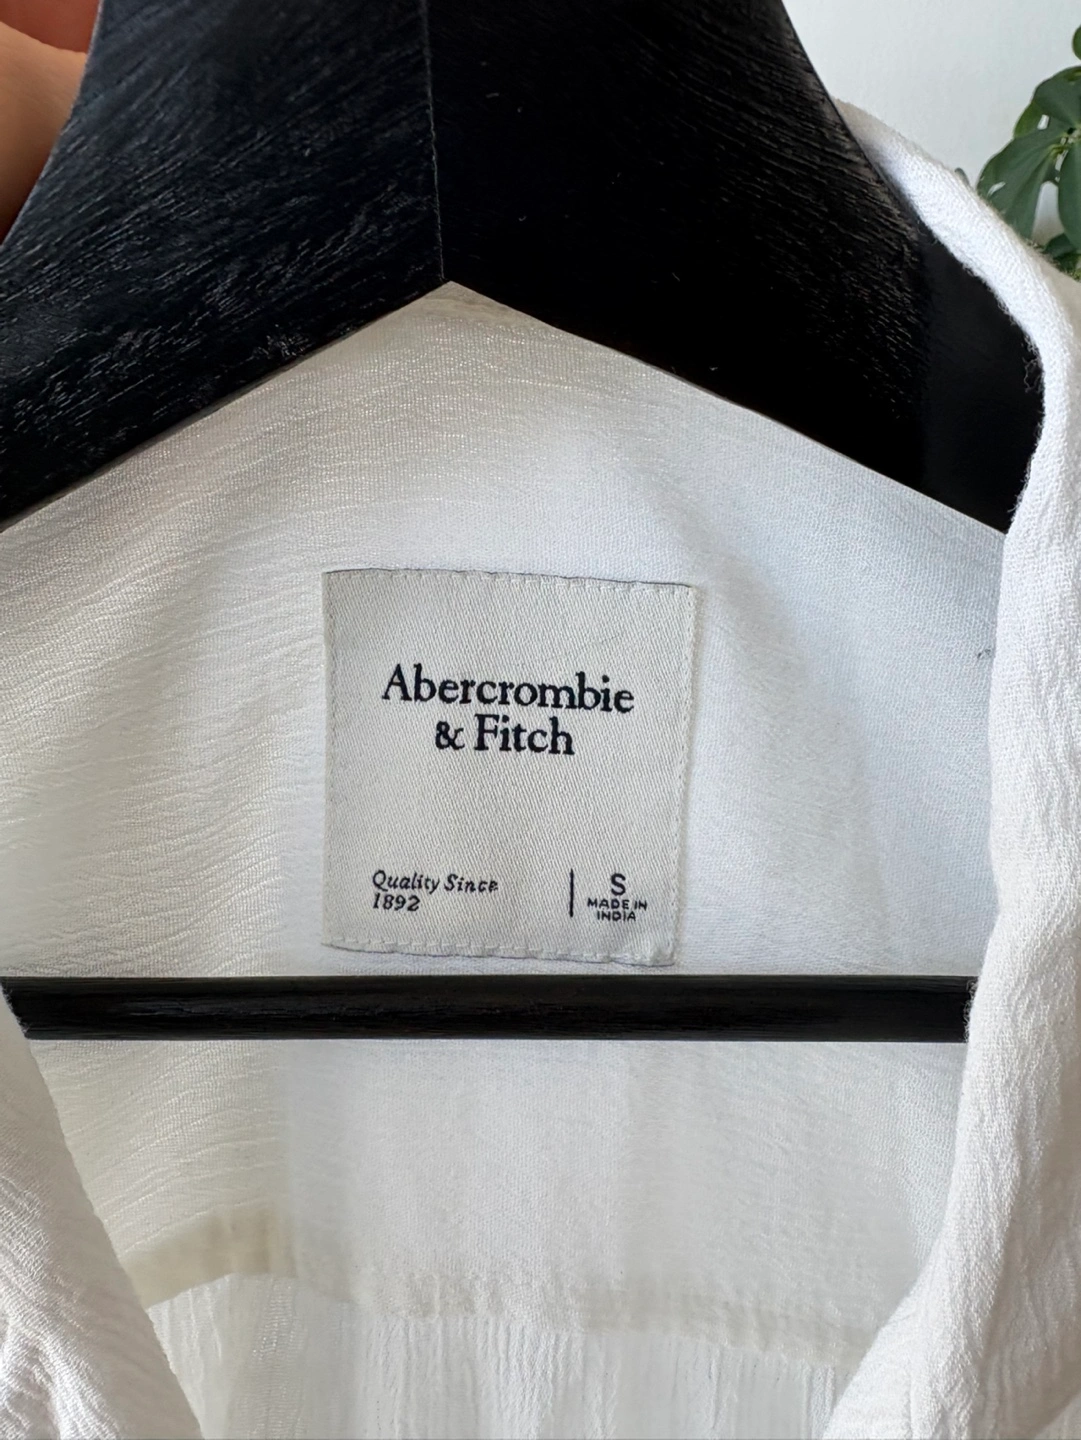 Abercrombie
& Fitch
Quality Since
1892
S
MADE IN
INDIA